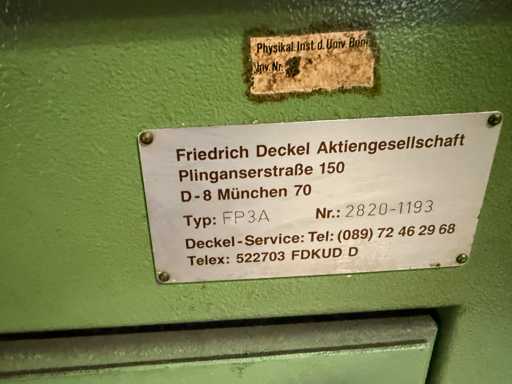 Physikal. Inst. d. Univ. Bonn
Inv. Nr.
Friedrich Deckel Aktiengesellschaft
Plinganserstraße 150
D-8 München 70
Typ: FP3A Nr.: 2820-1193
Deckel-Service: Tel: (089) 72 46 29 68
Telex: 522703 FDKUD D